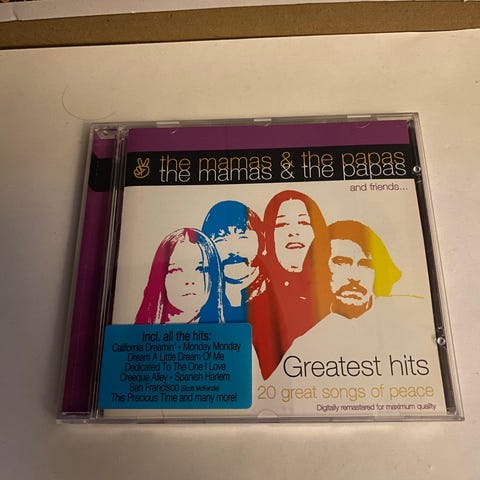 the mamas & the papas
the mamas & the papas
and friends...
Incl. all the hits:
California Dreamin' • Monday Monday
Dream A Little Dream Of Me
Dedicated To The One I Love
Creeque Alley • Spanish Harlem
San Francisco (Scott McKenzie)
This Precious Time and many more!
Greatest hits
20 great songs of peace
Digitally remastered for maximum quality